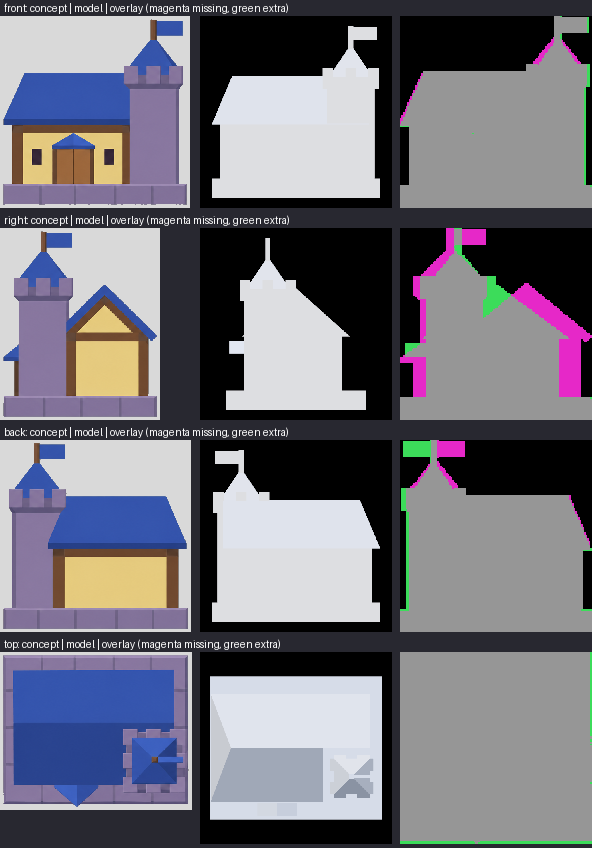 front: concept | model | overlay (magenta missing, green extra)
right: concept | model | overlay (magenta missing, green extra)
back: concept | model | overlay (magenta missing, green extra)
top: concept | model | overlay (magenta missing, green extra)